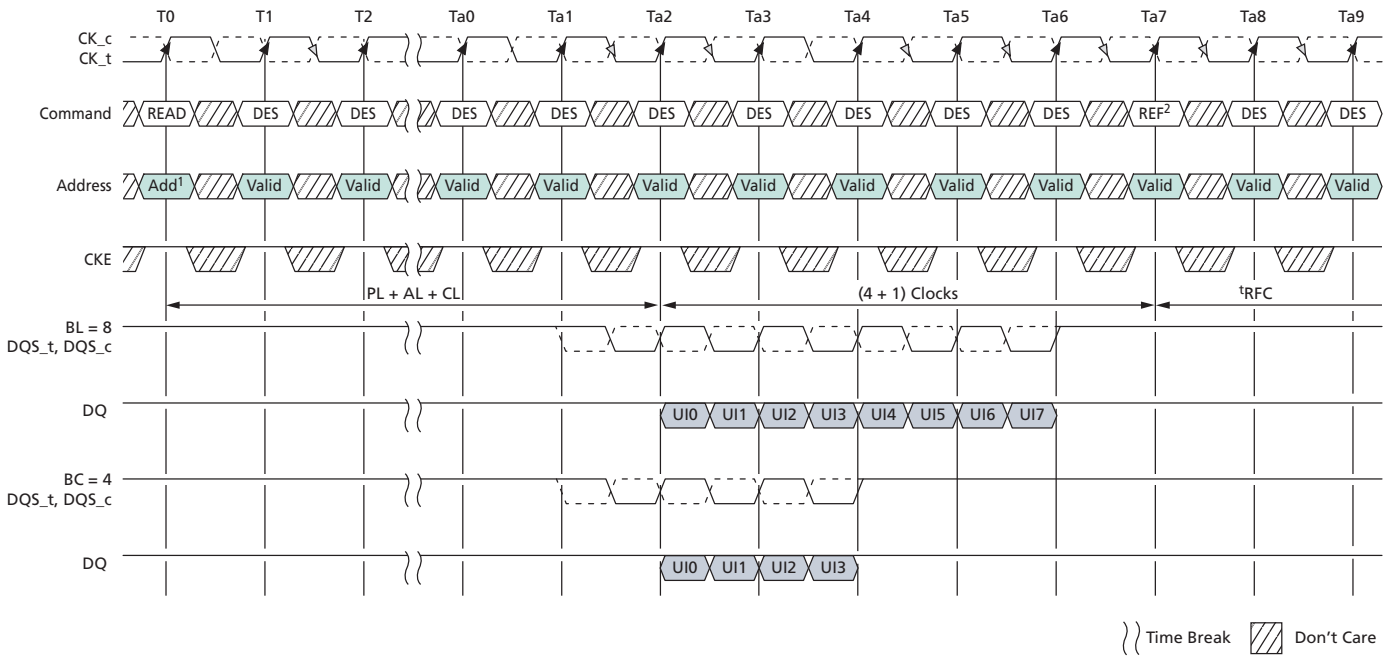 T0 T1 T2 Ta0 Ta1 Ta2 Ta3 Ta4 Ta5 Ta6 Ta7 Ta8 Ta9
CK_c
CK_t
Command READ DES DES DES DES DES DES DES DES DES REF² DES DES
Address Add¹ Valid Valid Valid Valid Valid Valid Valid Valid Valid Valid Valid Valid
CKE
PL + AL + CL (4 + 1) Clocks ᵗRFC
BL = 8
DQS_t, DQS_c
DQ UI0 UI1 UI2 UI3 UI4 UI5 UI6 UI7
BC = 4
DQS_t, DQS_c
DQ UI0 UI1 UI2 UI3
Time Break Don't Care